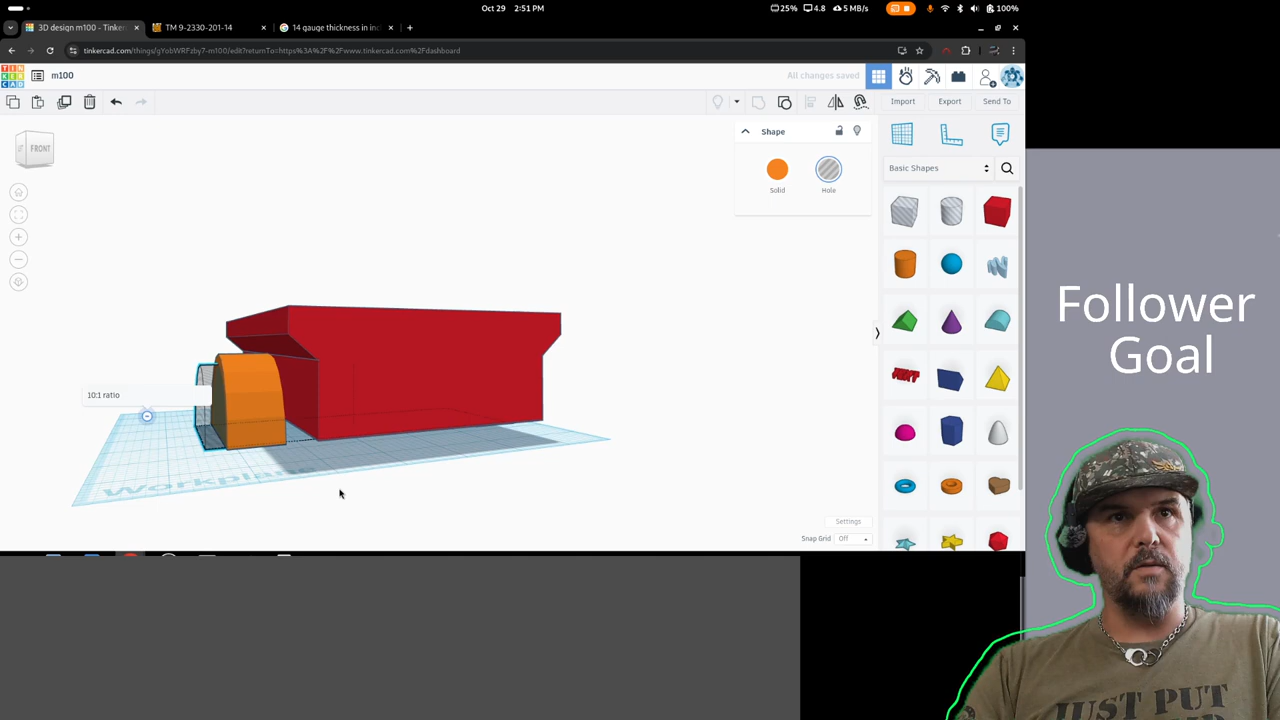 Oct 29 2:51 PM
25% 4.8 5 MB/s 100%
3D design m100 - Tinker
TM 9-2330-201-14
14 gauge thickness in inc
tinkercad.com/things/gYobWRFzby7-m100/edit?returnTo=https%3A%2F%2Fwww.tinkercad.com%2Fdashboard
TIN
KER
CAD
m100
All changes saved
Import
Export
Send To
FRONT
Shape
Solid
Hole
Basic Shapes
10:1 ratio
Workplane
Settings
Snap Grid
Off
Follower
Goal
JUST PUT